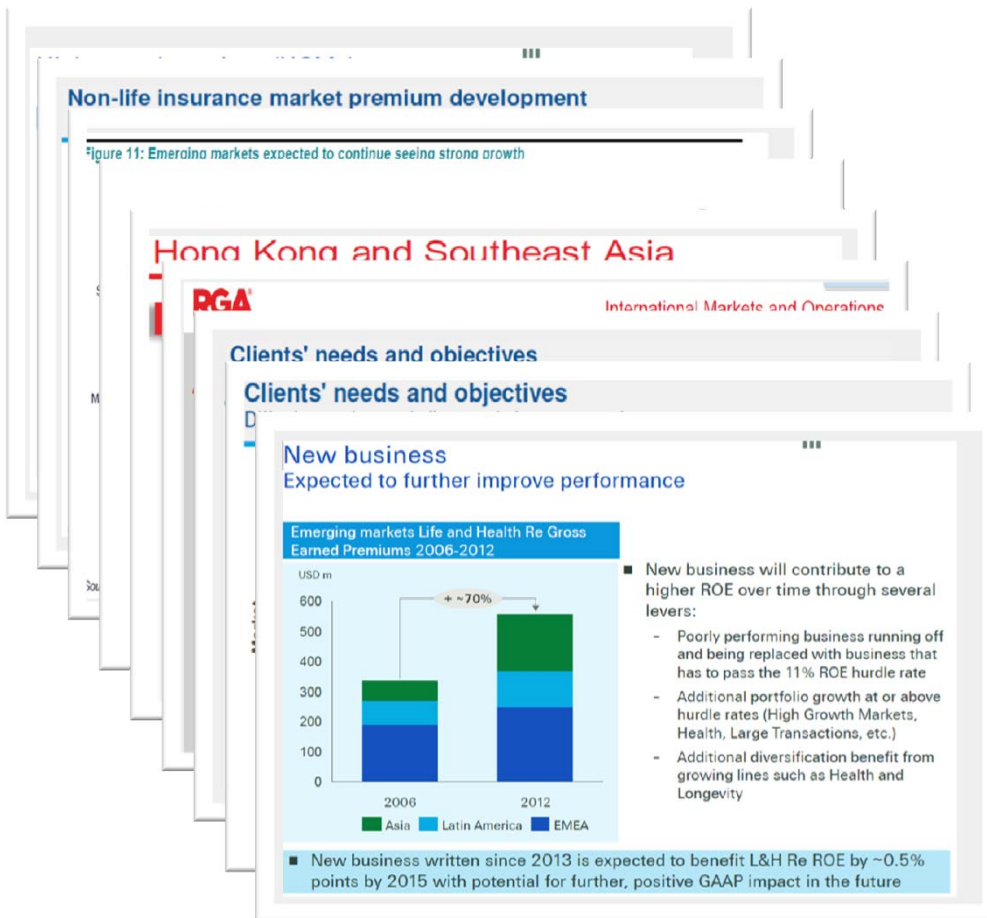 Non-life insurance market premium development
Figure 11: Emerging markets expected to continue seeing strong growth
Hong Kong and Southeast Asia
RGA
International Markets and Operations
Clients' needs and objectives
Clients' needs and objectives
New business
Expected to further improve performance
Emerging markets Life and Health Re Gross
Earned Premiums 2006-2012
USD m
600
500
400
300
200
100
0
+ ~70%
2006
2012
Asia
Latin America
EMEA
■ New business will contribute to a
higher ROE over time through several
levers:
- Poorly performing business running off
and being replaced with business that
has to pass the 11% ROE hurdle rate
- Additional portfolio growth at or above
hurdle rates (High Growth Markets,
Health, Large Transactions, etc.)
- Additional diversification benefit from
growing lines such as Health and
Longevity
■ New business written since 2013 is expected to benefit L&H Re ROE by ~0.5%
points by 2015 with potential for further, positive GAAP impact in the future